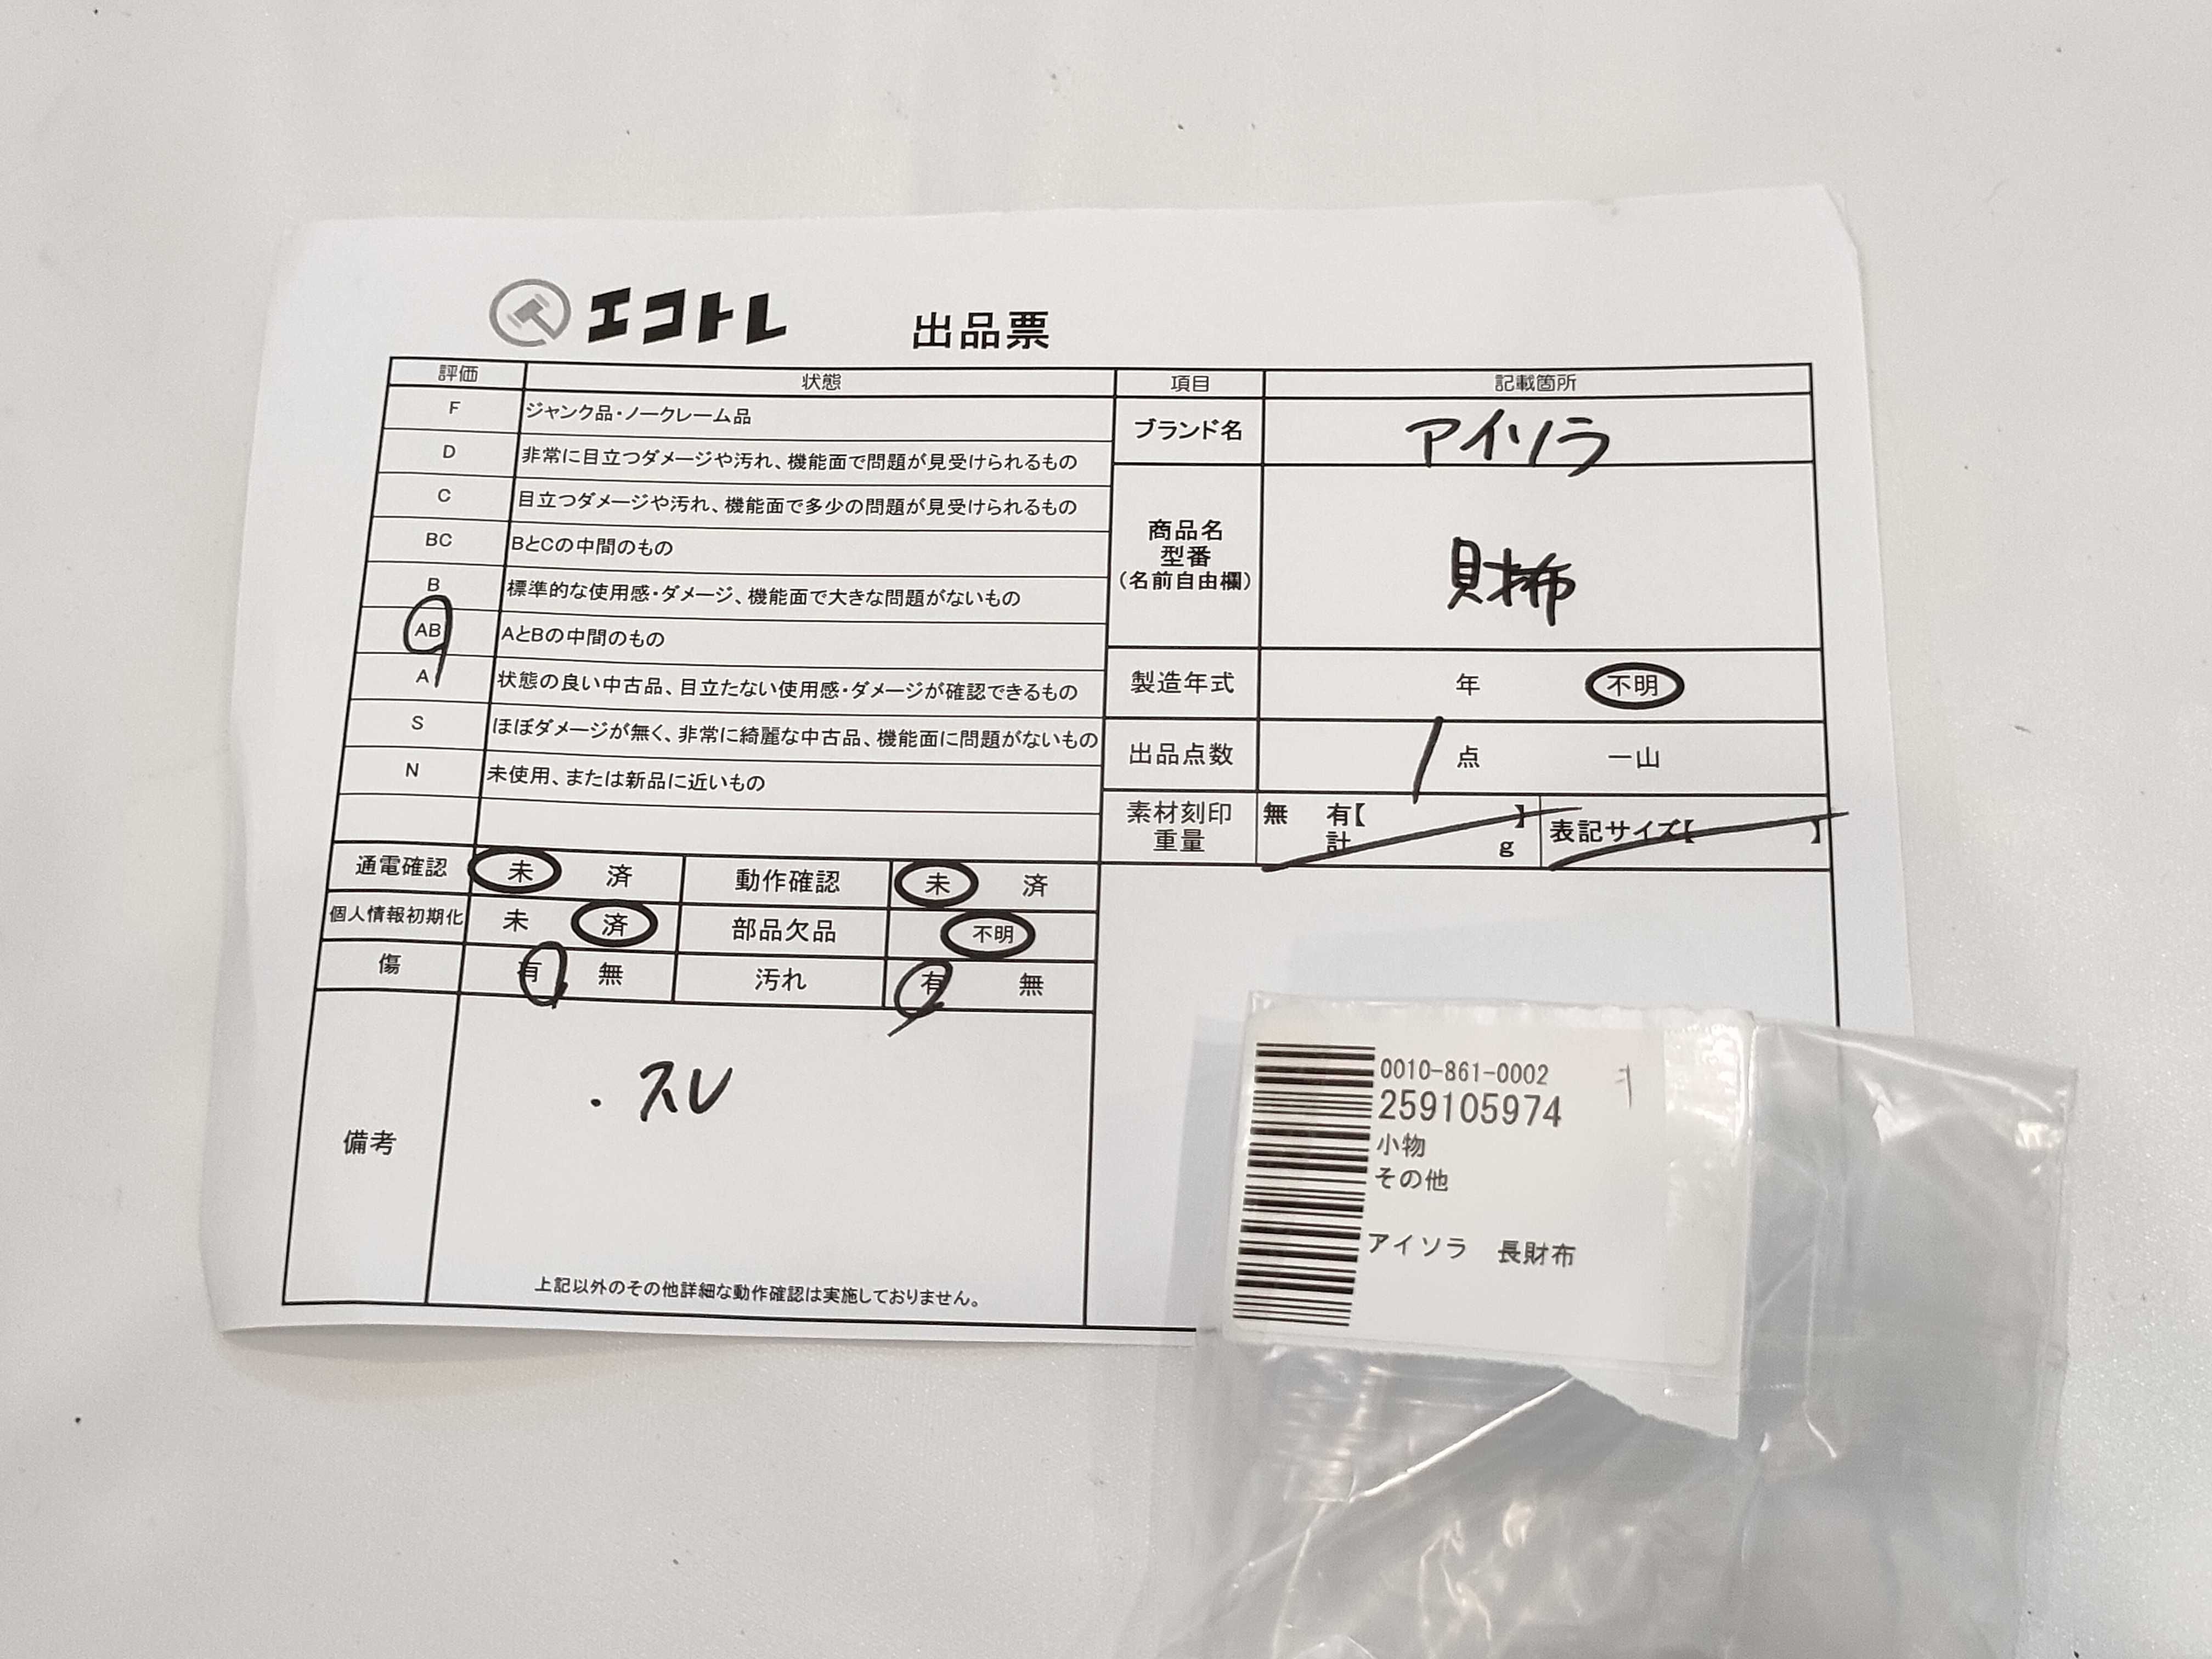 エコトレ 出品票
評価 状態 項目 記載箇所
F ジャンク品・ノークレーム品
D 非常に目立つダメージや汚れ、機能面で問題が見受けられるもの
C 目立つダメージや汚れ、機能面で多少の問題が見受けられるもの
BC BとCの中間のもの
B 標準的な使用感・ダメージ、機能面で大きな問題がないもの
AB AとBの中間のもの
A 状態の良い中古品、目立たない使用感・ダメージが確認できるもの
S ほぼダメージが無く、非常に綺麗な中古品、機能面に問題がないもの
N 未使用、または新品に近いもの
ブランド名 アイソラ
商品名
型番
(名前自由欄)
財布
製造年式 年 不明
出品点数 1 点 一山
素材刻印 無 有【 】
重量 計 g
表記サイズ【 】
通電確認 未 済 動作確認 未 済
個人情報初期化 未 済 部品欠品 不明
傷 有 無 汚れ 有 無
備考
・スレ
上記以外のその他詳細な動作確認は実施しておりません。
0010-861-0002
259105974
小物
その他
アイソラ 長財布